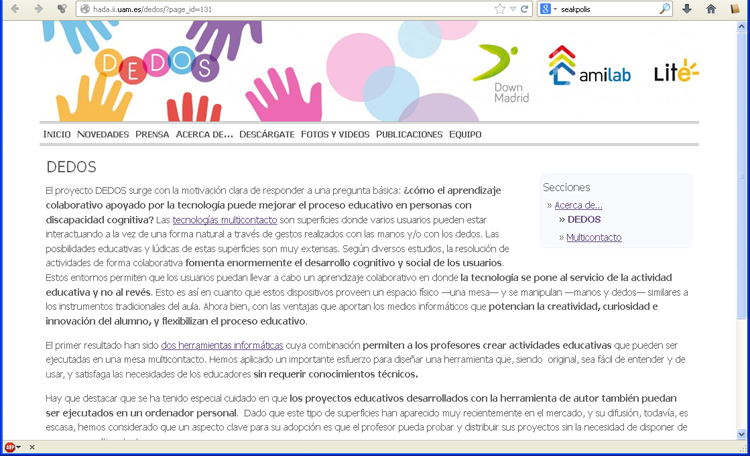 hada.ii.uam.es/dedos/?page_id=131
seakpolis
DEDOS
Down
Madrid
amilab
Lite
INICIO NOVEDADES PRENSA ACERCA DE... DESCÁRGATE FOTOS Y VIDEOS PUBLICACIONES EQUIPO
DEDOS
El proyecto DEDOS surge con la motivación clara de responder a una pregunta básica: ¿cómo el aprendizaje
colaborativo apoyado por la tecnología puede mejorar el proceso educativo en personas con
discapacidad cognitiva? Las tecnologías multicontacto son superficies donde varios usuarios pueden estar
interactuando a la vez de una forma natural a través de gestos realizados con las manos y/o con los dedos. Las
posibilidades educativas y lúdicas de estas superficies son muy extensas. Según diversos estudios, la resolución de
actividades de forma colaborativa fomenta enormemente el desarrollo cognitivo y social de los usuarios.
Estos entornos permiten que los usuarios puedan llevar a cabo un aprendizaje colaborativo en donde la tecnología se pone al servicio de la actividad
educativa y no al revés. Esto es así en cuanto que estos dispositivos proveen un espacio físico —una mesa— y se manipulan —manos y dedos— similares a
los instrumentos tradicionales del aula. Ahora bien, con las ventajas que aportan los medios informáticos que potencian la creatividad, curiosidad e
innovación del alumno, y flexibilizan el proceso educativo.
El primer resultado han sido dos herramientas informáticas cuya combinación permiten a los profesores crear actividades educativas que pueden ser
ejecutadas en una mesa multicontacto. Hemos aplicado un importante esfuerzo para diseñar una herramienta que, siendo original, sea fácil de entender y de
usar, y satisfaga las necesidades de los educadores sin requerir conocimientos técnicos.
Hay que destacar que se ha tenido especial cuidado en que los proyectos educativos desarrollados con la herramienta de autor también puedan
ser ejecutados en un ordenador personal. Dado que este tipo de superficies han aparecido muy recientemente en el mercado, y su difusión, todavía, es
escasa, hemos considerado que un aspecto clave para su adopción es que el profesor pueda probar y distribuir sus proyectos sin la necesidad de disponer de
Secciones
» Acerca de...
» DEDOS
» Multicontacto
ABP